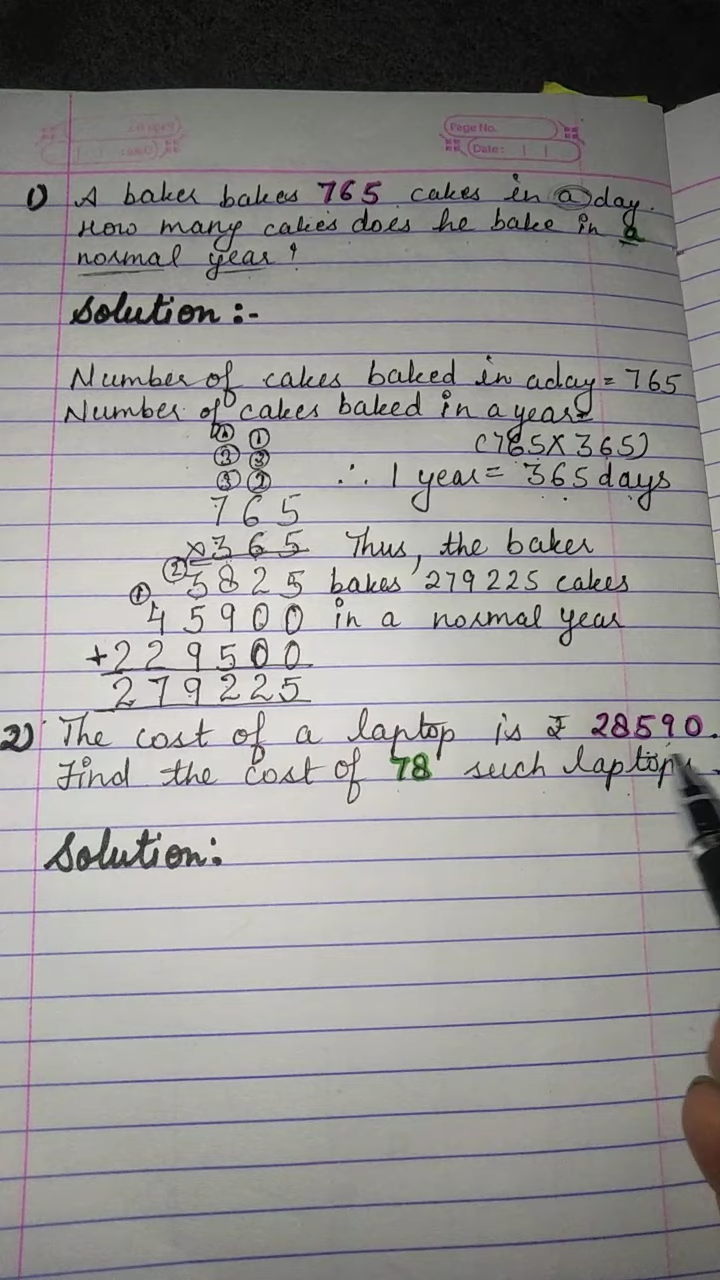 Page No.
Date:
1) A baker bakes 765 cakes in a day.
How many cakes does he bake in a
normal year?
Solution :-
Number of cakes baked in a day = 765
Number of cakes baked in a year =
(765 X 365)
∴ 1 year = 365 days
765
x365
3825
45900
+229500
279225
Thus, the baker
bakes 279225 cakes
in a normal year
2) The cost of a laptop is ₹ 28590.
Find the cost of 78 such laptops.
Solution: